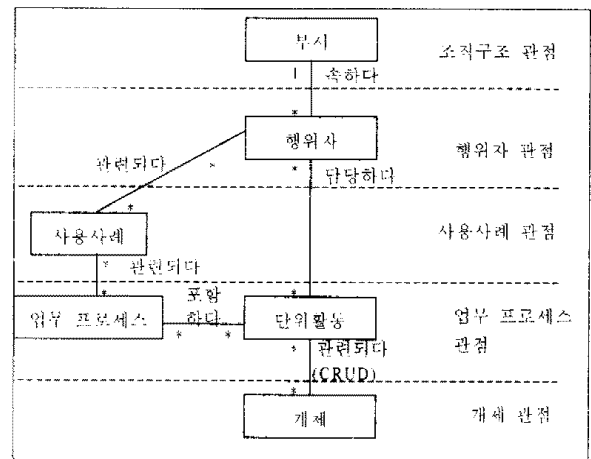 부서
조직구조 관점
1 속하다
*
행위자
행위자 관점
관련되다 *
* 담당하다
*
사용사례
사용사례 관점
* 관련되다
*
포함
하다
*
업무 프로세스
단위활동
업무 프로세스
관점
* *
* 관련되다
(CRUD)
*
개체
개체 관점